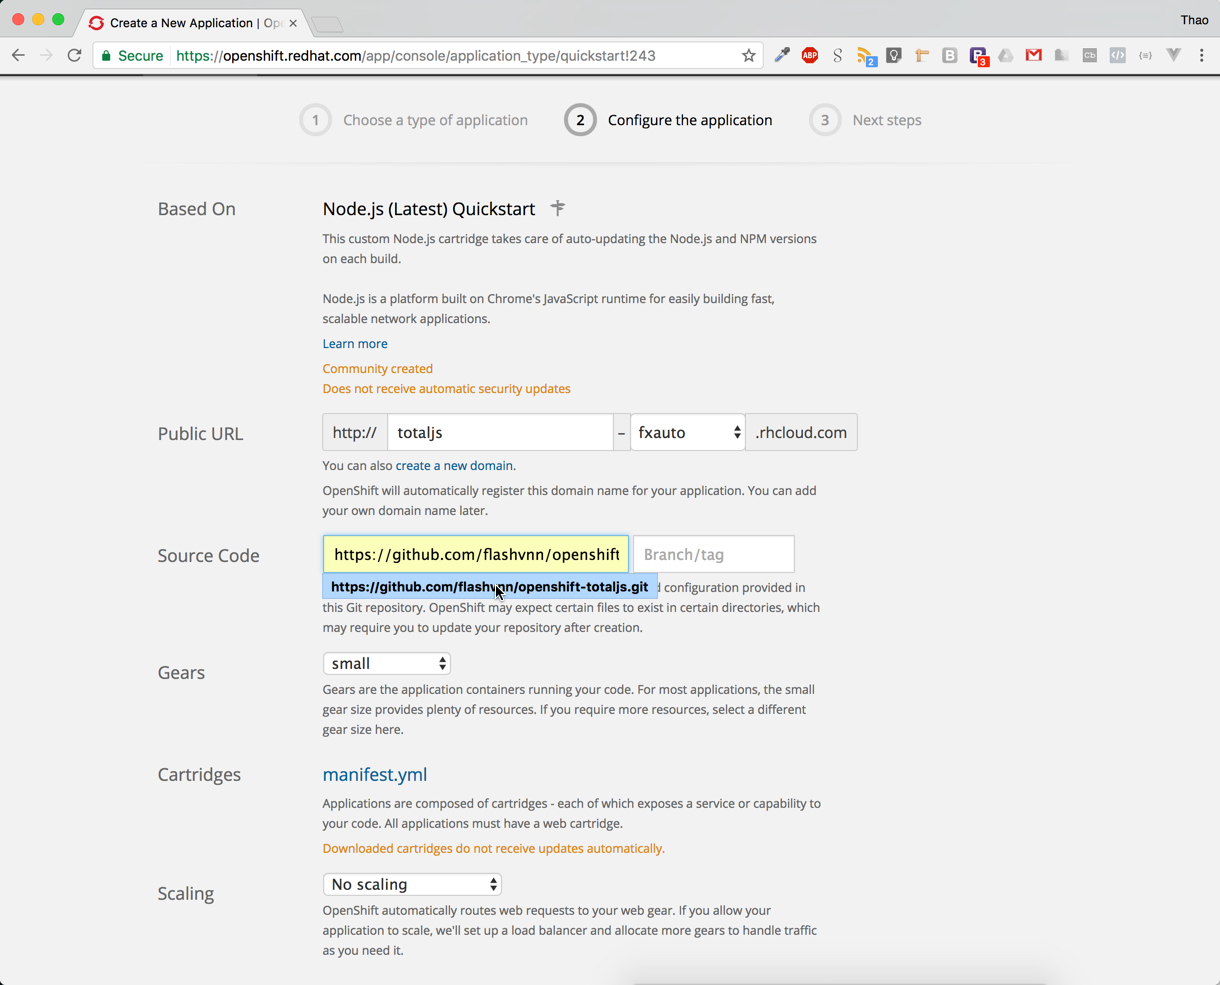 Create a New Application | Op
Thao
Secure https://openshift.redhat.com/app/console/application_type/quickstart!243
ABP
S
2
B
3
Cb
1 Choose a type of application 2 Configure the application 3 Next steps
Based On
Node.js (Latest) Quickstart
This custom Node.js cartridge takes care of auto-updating the Node.js and NPM versions
on each build.
Node.js is a platform built on Chrome's JavaScript runtime for easily building fast,
scalable network applications.
Learn more
Community created
Does not receive automatic security updates
Public URL
http:// totaljs – fxauto .rhcloud.com
You can also create a new domain.
OpenShift will automatically register this domain name for your application. You can add
your own domain name later.
Source Code
https://github.com/flashvnn/openshift Branch/tag
https://github.com/flashvnn/openshift-totaljs.git
configuration provided in
this Git repository. OpenShift may expect certain files to exist in certain directories, which
may require you to update your repository after creation.
Gears
small
Gears are the application containers running your code. For most applications, the small
gear size provides plenty of resources. If you require more resources, select a different
gear size here.
Cartridges
manifest.yml
Applications are composed of cartridges - each of which exposes a service or capability to
your code. All applications must have a web cartridge.
Downloaded cartridges do not receive updates automatically.
Scaling
No scaling
OpenShift automatically routes web requests to your web gear. If you allow your
application to scale, we'll set up a load balancer and allocate more gears to handle traffic
as you need it.